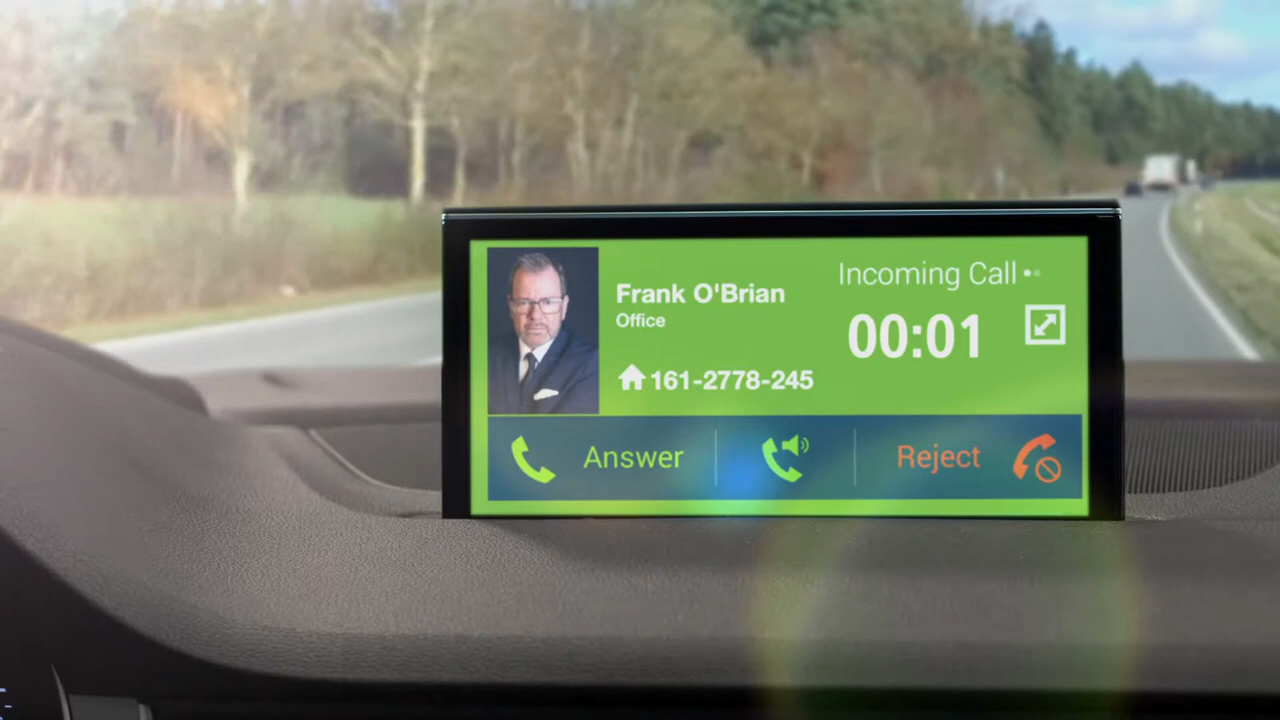 Frank O'Brian
Office
161-2778-245
Incoming Call
00:01
Answer
Reject